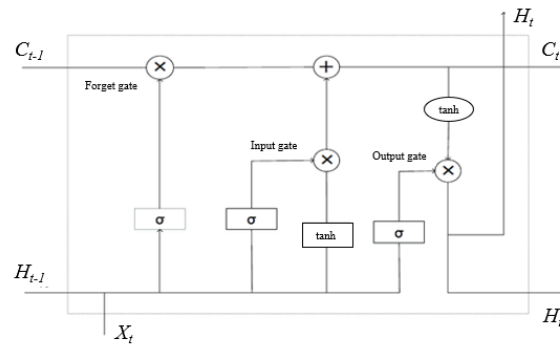 H_t
C_{t-1}
C_t
×
+
Forget gate
tanh
Input gate
×
Output gate
×
σ
σ
σ
tanh
H_{t-1}
X_t
H_t